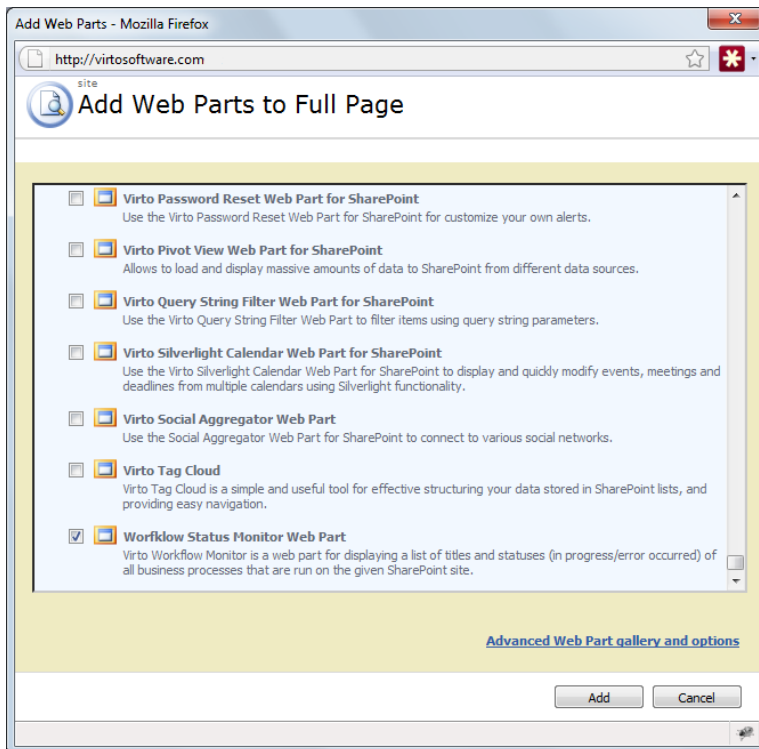 Add Web Parts - Mozilla Firefox
http://virtosoftware.com
site
Add Web Parts to Full Page
Virto Password Reset Web Part for SharePoint
Use the Virto Password Reset Web Part for SharePoint for customize your own alerts.
Virto Pivot View Web Part for SharePoint
Allows to load and display massive amounts of data to SharePoint from different data sources.
Virto Query String Filter Web Part for SharePoint
Use the Virto Query String Filter Web Part to filter items using query string parameters.
Virto Silverlight Calendar Web Part for SharePoint
Use the Virto Silverlight Calendar Web Part for SharePoint to display and quickly modify events, meetings and
deadlines from multiple calendars using Silverlight functionality.
Virto Social Aggregator Web Part
Use the Social Aggregator Web Part for SharePoint to connect to various social networks.
Virto Tag Cloud
Virto Tag Cloud is a simple and useful tool for effective structuring your data stored in SharePoint lists, and
providing easy navigation.
Worfklow Status Monitor Web Part
Virto Workflow Monitor is a web part for displaying a list of titles and statuses (in progress/error occurred) of
all business processes that are run on the given SharePoint site.
Advanced Web Part gallery and options
Add Cancel